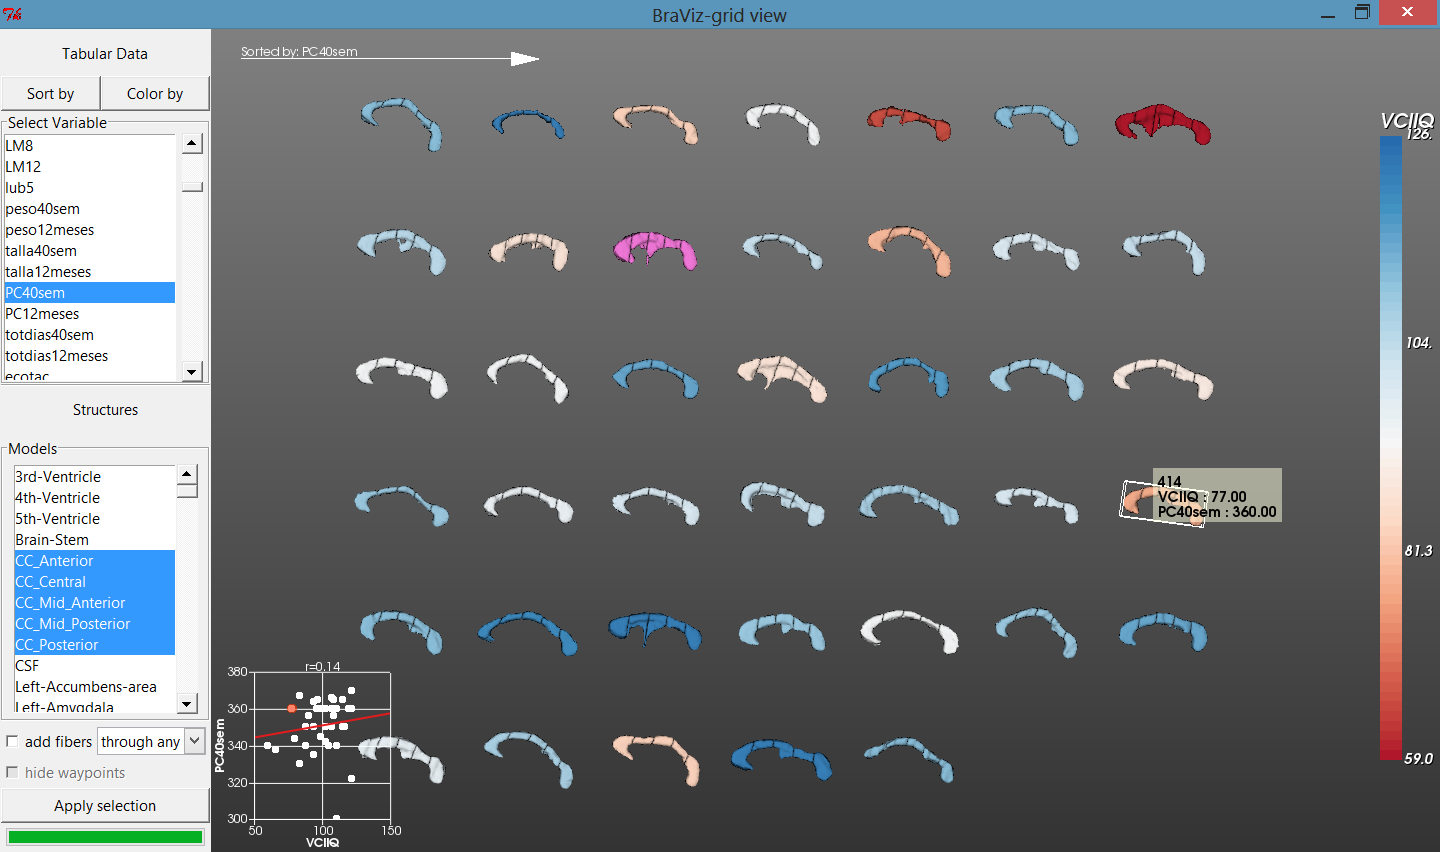 BraViz-grid view
Tabular Data
Sort by
Color by
Select Variable
LM8
LM12
lub5
peso40sem
peso12meses
talla40sem
talla12meses
PC40sem
PC12meses
totdias40sem
totdias12meses
ecotac
Structures
Models
3rd-Ventricle
4th-Ventricle
5th-Ventricle
Brain-Stem
CC_Anterior
CC_Central
CC_Mid_Anterior
CC_Mid_Posterior
CC_Posterior
CSF
Left-Accumbens-area
Left-Amygdala
add fibers
through any
hide waypoints
Apply selection
Sorted by: PC40sem
414
VCIIQ : 77.00
PC40sem : 360.00
VCIIQ
126.
104.
81.3
59.0
r=0.14
380
360
340
320
300
PC40sem
50
100
150
VCIIQ